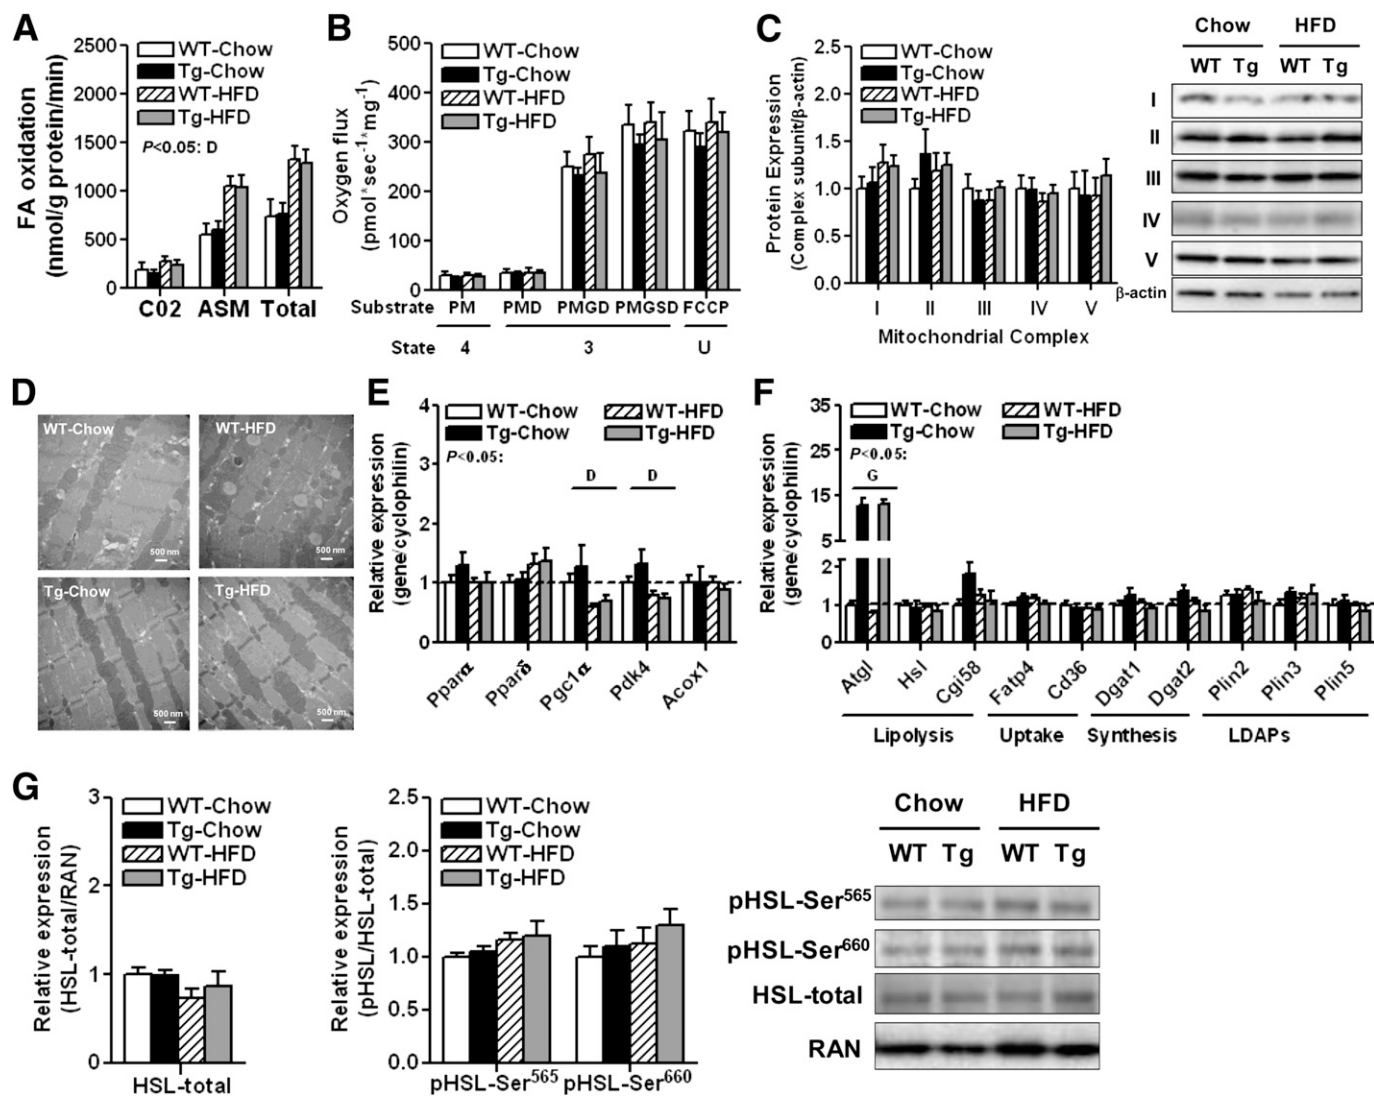 A
FA oxidation
(nmol/g protein/min)
2500
2000
1500
1000
500
0
WT-Chow
Tg-Chow
WT-HFD
Tg-HFD
P<0.05: D
C02 ASM Total
B
Oxygen flux
(pmol*sec-1*mg-1)
500
400
300
200
100
0
WT-Chow
Tg-Chow
WT-HFD
Tg-HFD
Substrate PM PMD PMGD PMGSD FCCP
State 4 3 U
C
Protein Expression
(Complex subunit/β-actin)
2.5
2.0
1.5
1.0
0.5
0.0
WT-Chow
Tg-Chow
WT-HFD
Tg-HFD
I II III IV V
Mitochondrial Complex
Chow HFD
WT Tg WT Tg
I
II
III
IV
V
β-actin
D
WT-Chow
500 nm
WT-HFD
500 nm
Tg-Chow
500 nm
Tg-HFD
500 nm
E
Relative expression
(gene/cyclophilin)
4
3
2
1
0
WT-Chow WT-HFD
Tg-Chow Tg-HFD
P<0.05:
D D
Pparα Pparδ Pgc1α Pdk4 Acox1
F
Relative expression
(gene/cyclophilin)
35
25
15
5
2
1
0
WT-Chow WT-HFD
Tg-Chow Tg-HFD
P<0.05:
G
Atgl Hsl Cgi58 Fatp4 Cd36 Dgat1 Dgat2 Plin2 Plin3 Plin5
Lipolysis Uptake Synthesis LDAPs
G
Relative expression
(HSL-total/RAN)
3
2
1
0
WT-Chow
Tg-Chow
WT-HFD
Tg-HFD
HSL-total
Relative expression
(pHSL/HSL-total)
2.5
2.0
1.5
1.0
0.5
0.0
WT-Chow
Tg-Chow
WT-HFD
Tg-HFD
pHSL-Ser565 pHSL-Ser660
Chow HFD
WT Tg WT Tg
pHSL-Ser565
pHSL-Ser660
HSL-total
RAN